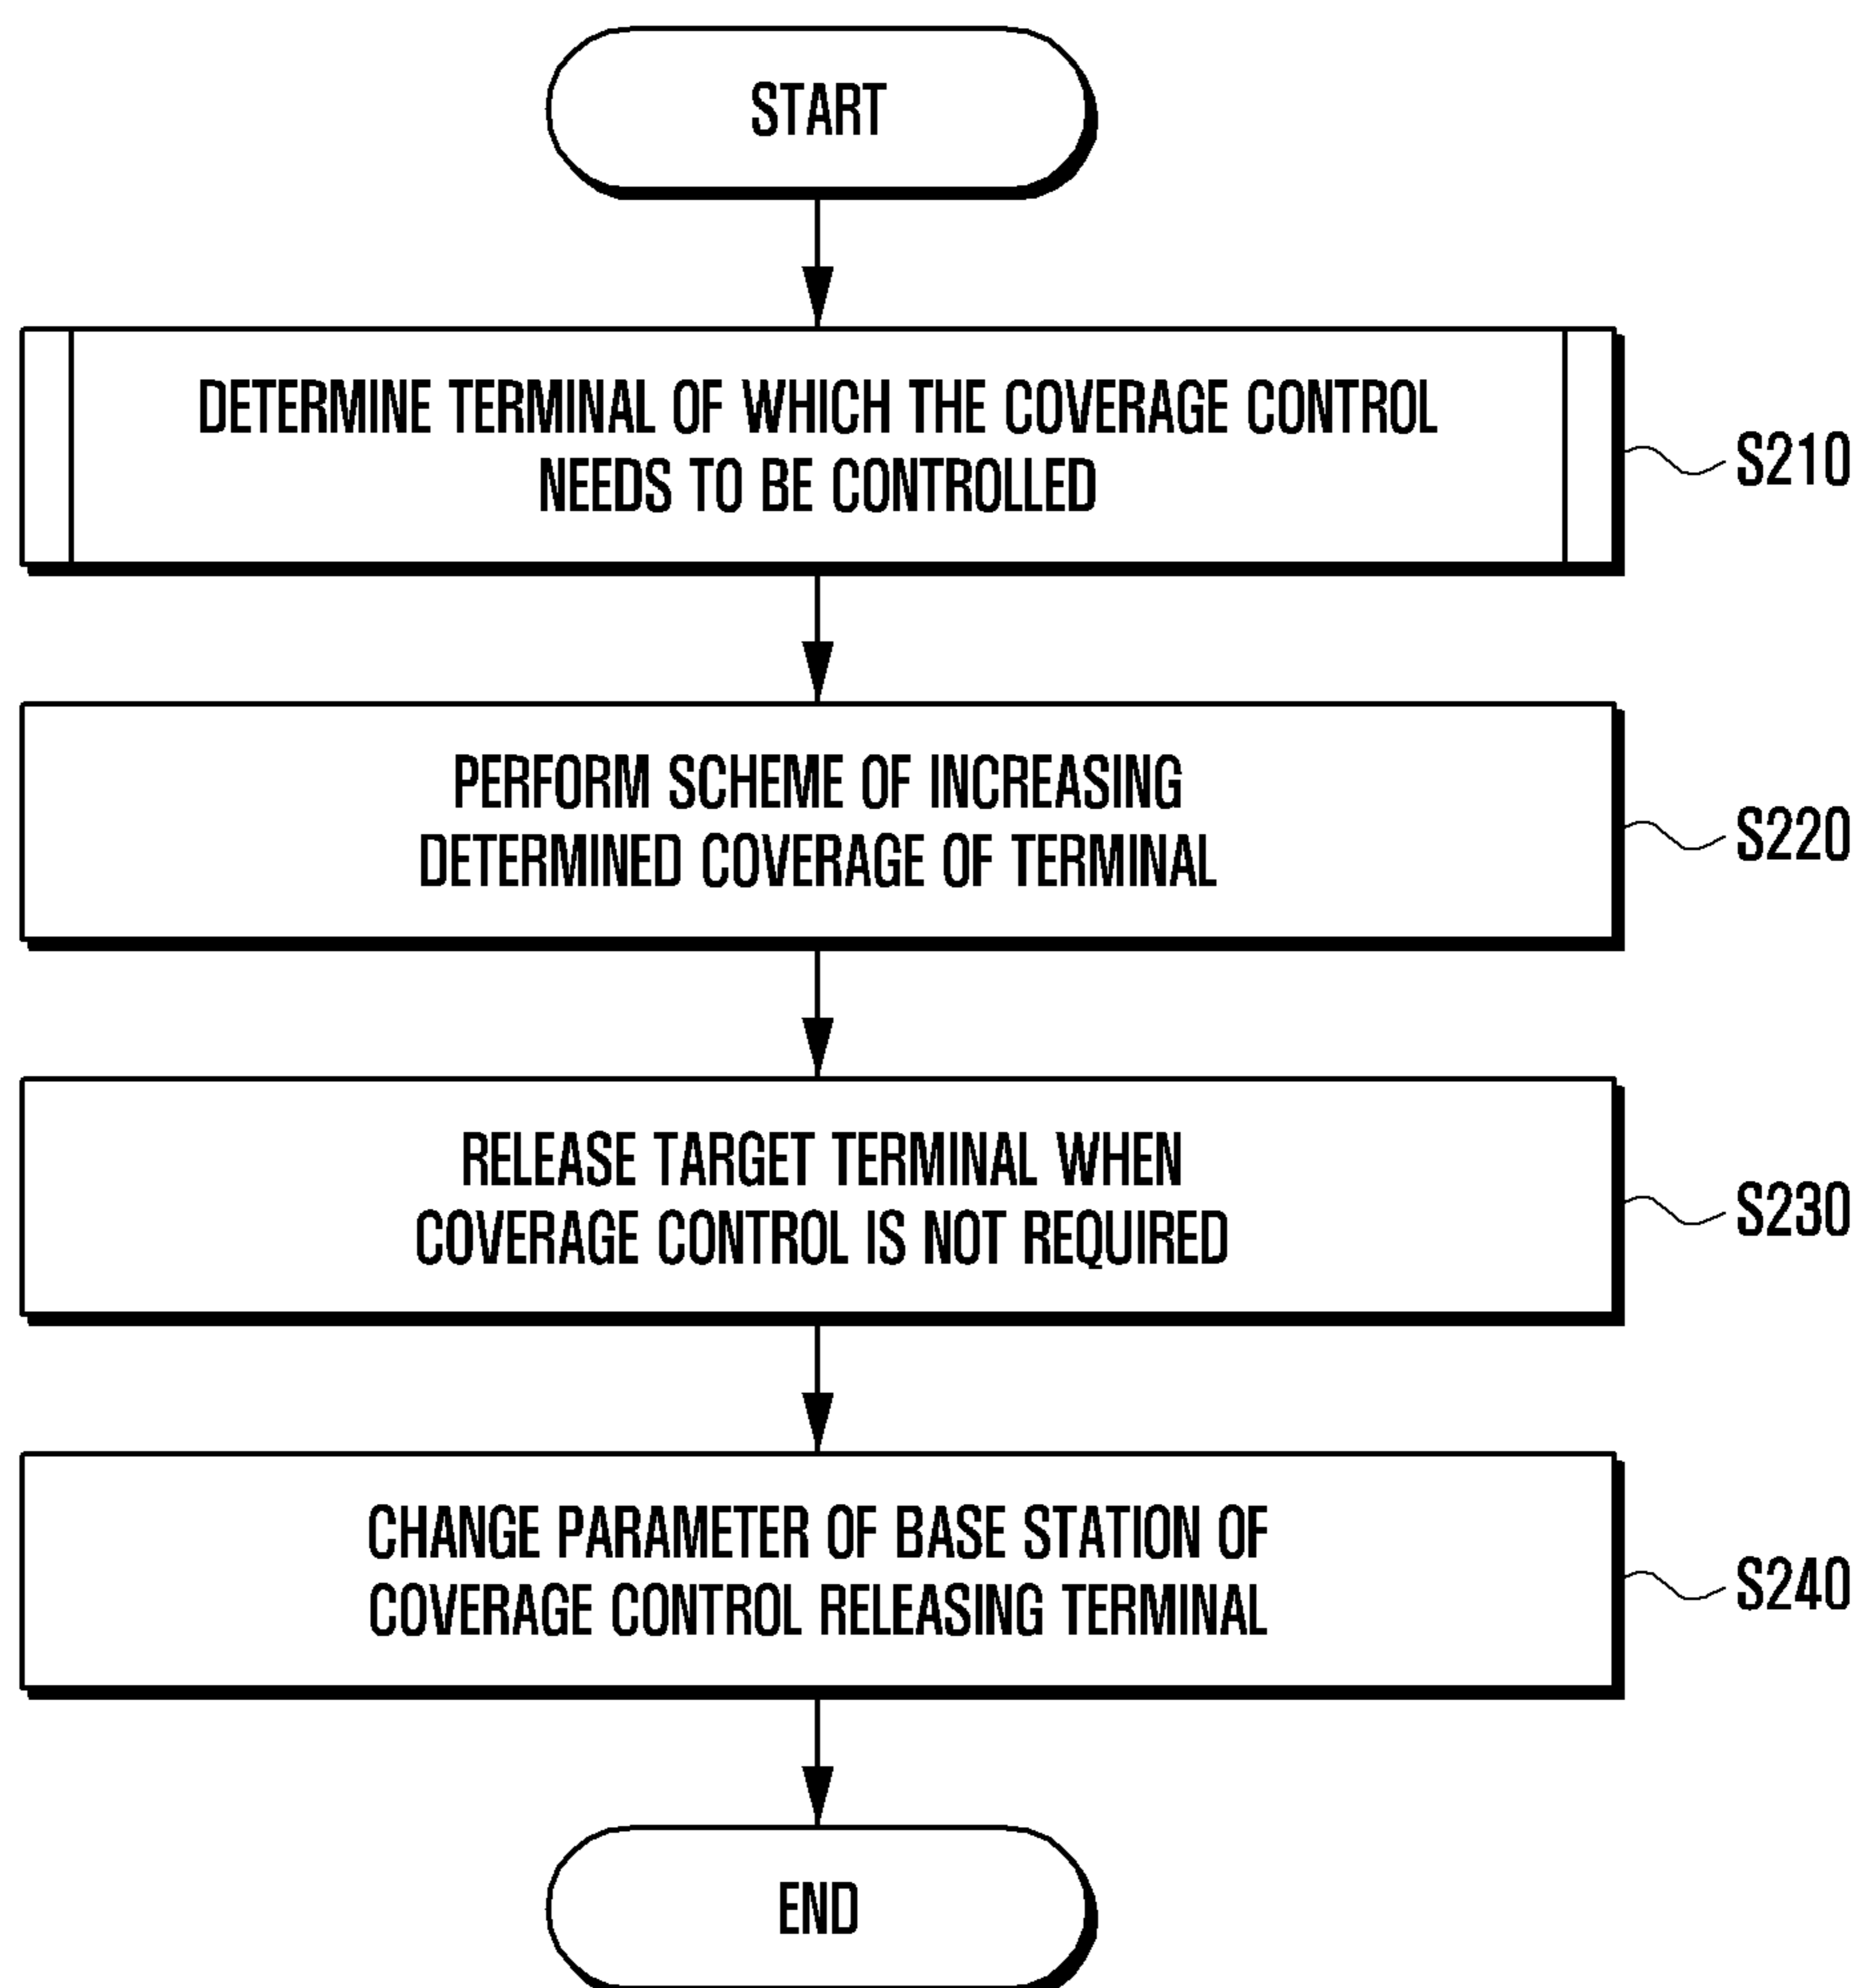 START
DETERMINE TERMINAL OF WHICH THE COVERAGE CONTROL
NEEDS TO BE CONTROLLED
S210
PERFORM SCHEME OF INCREASING
DETERMINED COVERAGE OF TERMINAL
S220
RELEASE TARGET TERMINAL WHEN
COVERAGE CONTROL IS NOT REQUIRED
S230
CHANGE PARAMETER OF BASE STATION OF
COVERAGE CONTROL RELEASING TERMINAL
S240
END